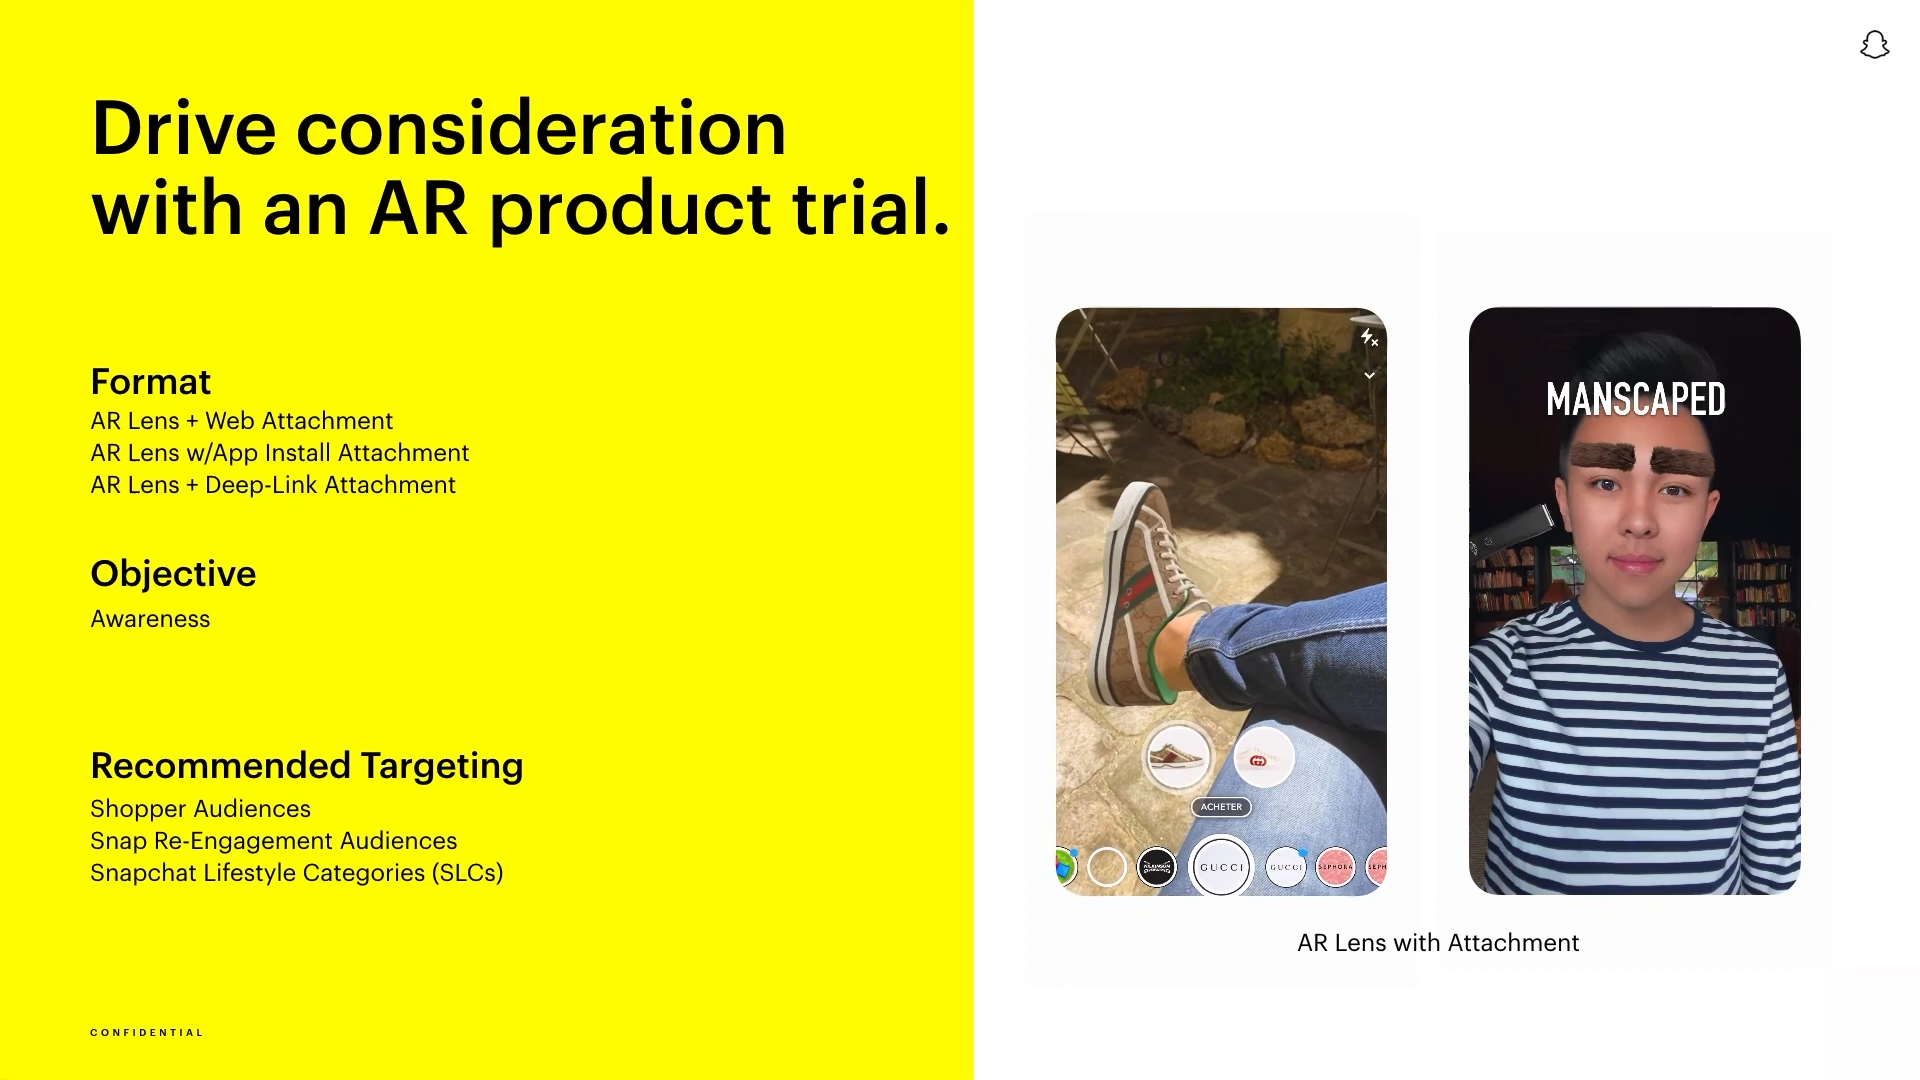 Drive consideration
with an AR product trial.
Format
AR Lens + Web Attachment
AR Lens w/App Install Attachment
AR Lens + Deep-Link Attachment
Objective
Awareness
Recommended Targeting
Shopper Audiences
Snap Re-Engagement Audiences
Snapchat Lifestyle Categories (SLCs)
CONFIDENTIAL
MANSCAPED
ACHETER
GUCCI
GUCCI
SEPHORA
SEPH
AR Lens with Attachment